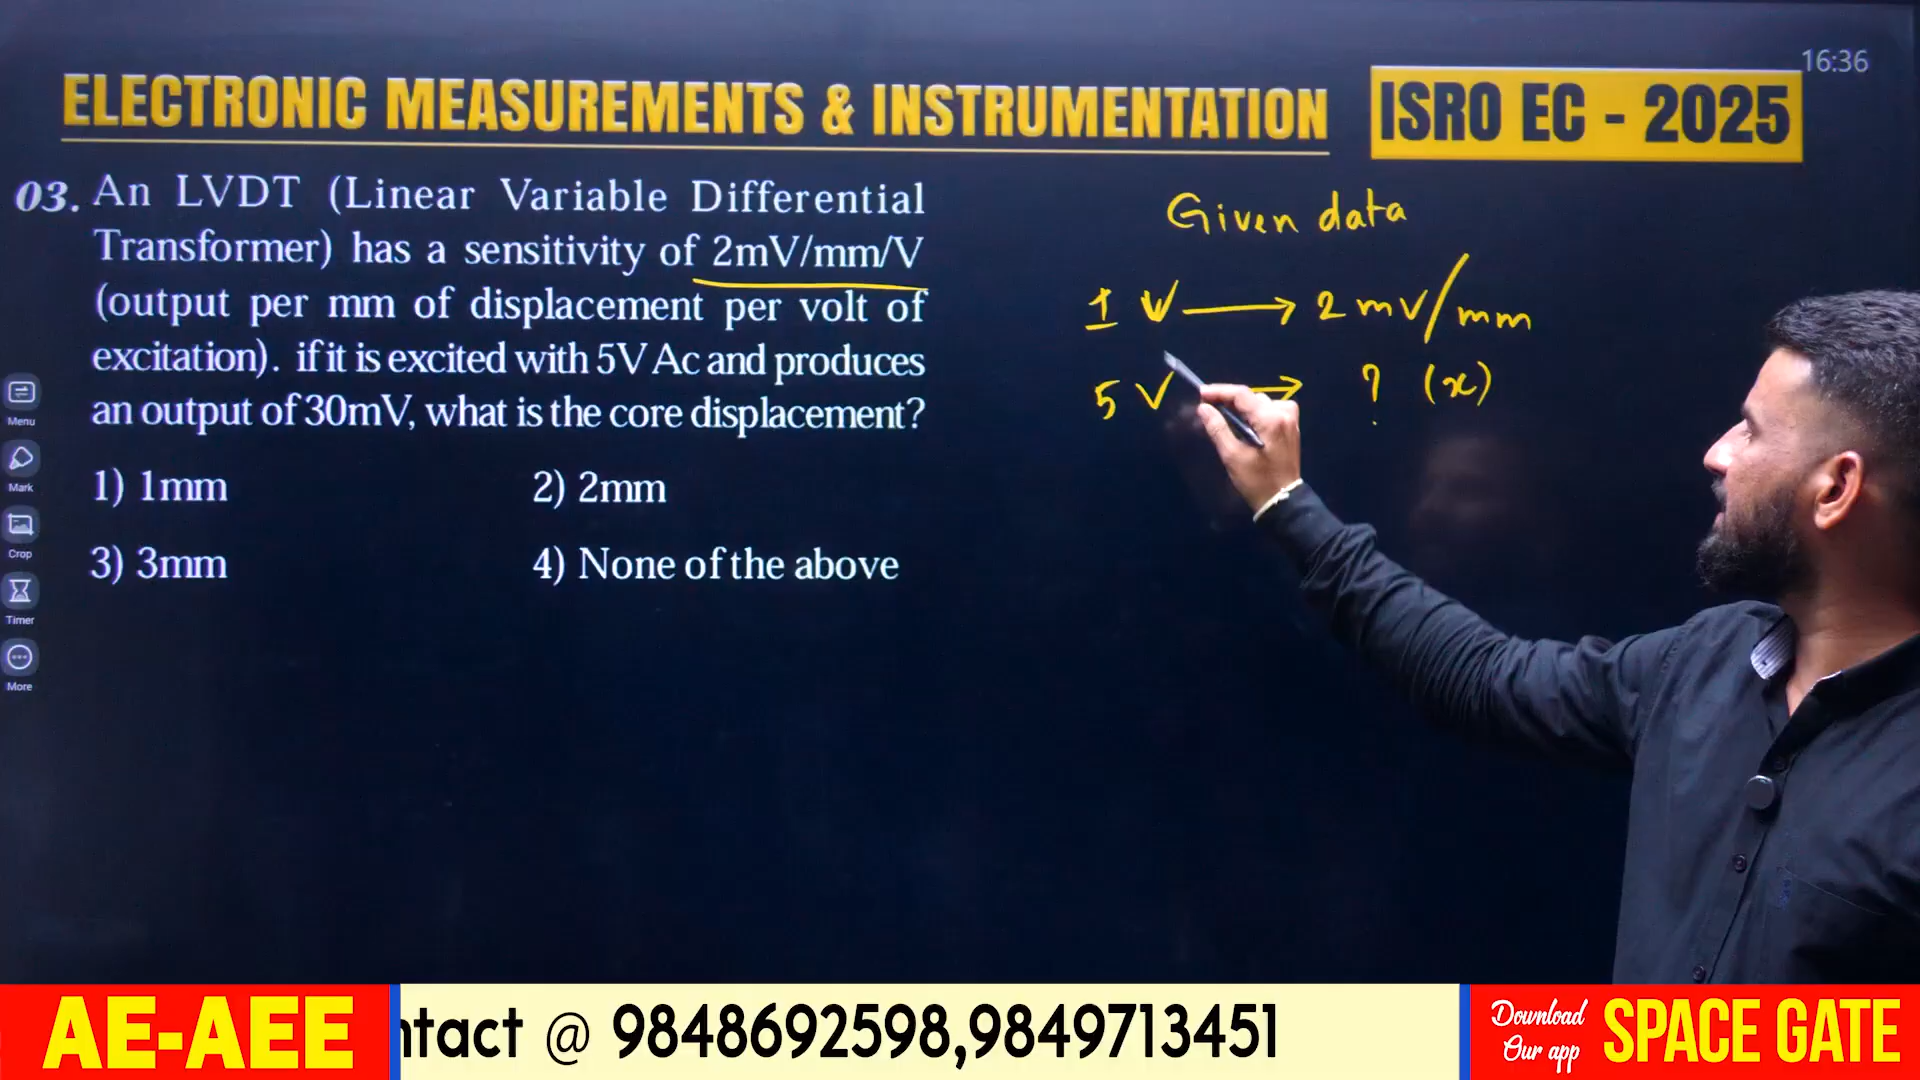 16:36
ELECTRONIC MEASUREMENTS & INSTRUMENTATION
ISRO EC - 2025
03. An LVDT (Linear Variable Differential
Transformer) has a sensitivity of 2mV/mm/V
(output per mm of displacement per volt of
excitation). if it is excited with 5V Ac and produces
an output of 30mV, what is the core displacement?
1) 1mm
2) 2mm
3) 3mm
4) None of the above
Given data
1 V → 2 mV/mm
5 V → ? (x)
Menu
Mark
Crop
Timer
More
AE-AEE
ntact @ 9848692598,9849713451
Download
Our app
SPACE GATE